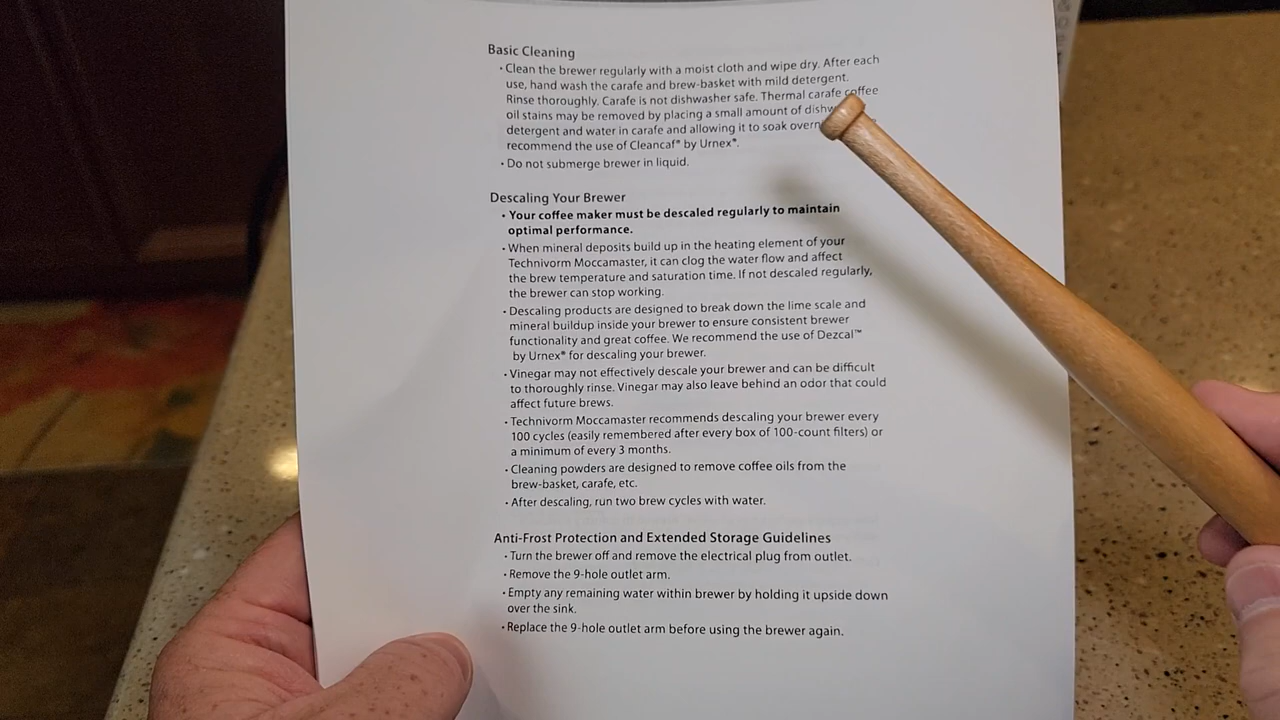 Basic Cleaning
• Clean the brewer regularly with a moist cloth and wipe dry. After each
use, hand wash the carafe and brew-basket with mild detergent.
Rinse thoroughly. Carafe is not dishwasher safe. Thermal carafe coffee
oil stains may be removed by placing a small amount of
detergent and water in carafe and allowing it to soak
recommend the use of Cleancaf® by Urnex®.
• Do not submerge brewer in liquid.
Descaling Your Brewer
• Your coffee maker must be descaled regularly to maintain
optimal performance.
• When mineral deposits build up in the heating element of your
Technivorm Moccamaster, it can clog the water flow and affect
the brew temperature and saturation time. If not descaled regularly,
the brewer can stop working.
• Descaling products are designed to break down the lime scale and
mineral buildup inside your brewer to ensure consistent brewer
functionality and great coffee. We recommend the use of Dezcal™
by Urnex® for descaling your brewer.
• Vinegar may not effectively descale your brewer and can be difficult
to thoroughly rinse. Vinegar may also leave behind an odor that could
affect future brews.
• Technivorm Moccamaster recommends descaling your brewer every
100 cycles (easily remembered after every box of 100-count filters) or
a minimum of every 3 months.
• Cleaning powders are designed to remove coffee oils from the
brew-basket, carafe, etc.
• After descaling, run two brew cycles with water.
Anti-Frost Protection and Extended Storage Guidelines
• Turn the brewer off and remove the electrical plug from outlet.
• Remove the 9-hole outlet arm.
• Empty any remaining water within brewer by holding it upside down
over the sink.
• Replace the 9-hole outlet arm before using the brewer again.